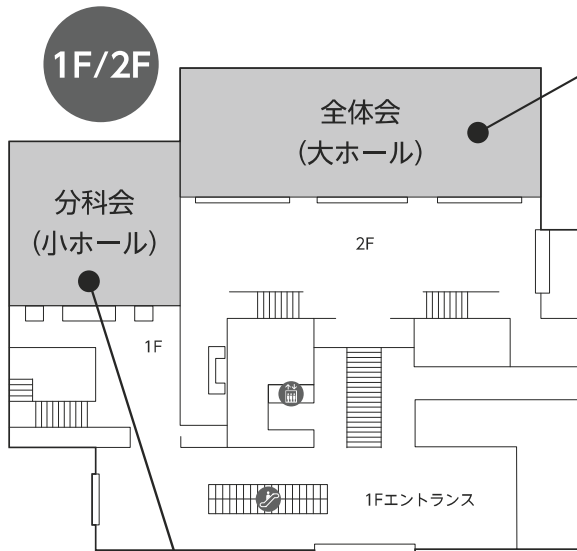 1F/2F
全体会
(大ホール)
分科会
(小ホール)
2F
1F
1Fエントランス